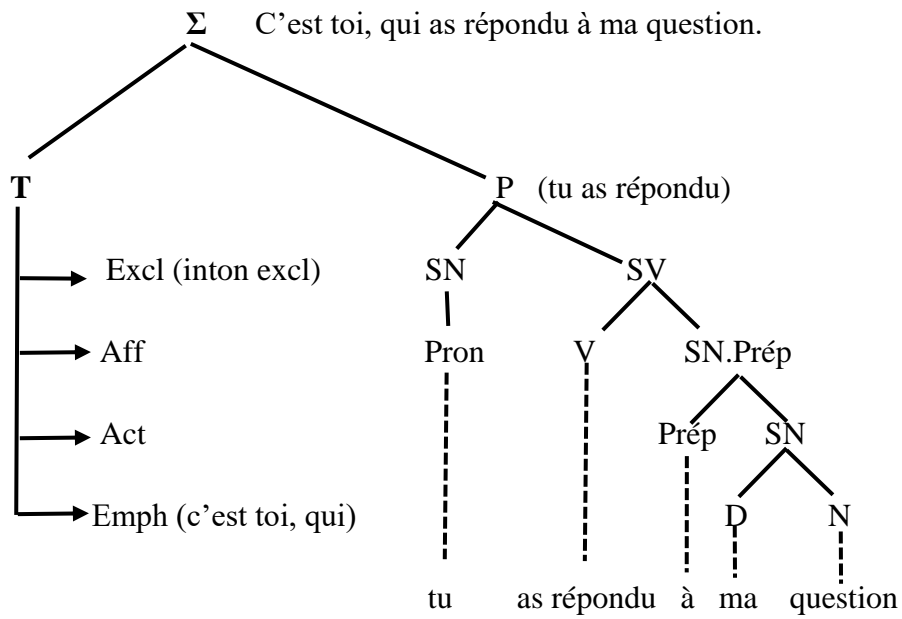 Σ C’est toi, qui as répondu à ma question.
T P (tu as répondu)
Excl (inton excl) SN SV
Aff Pron V SN.Prép
Act Prép SN
Emph (c’est toi, qui) D N
tu as répondu à ma question